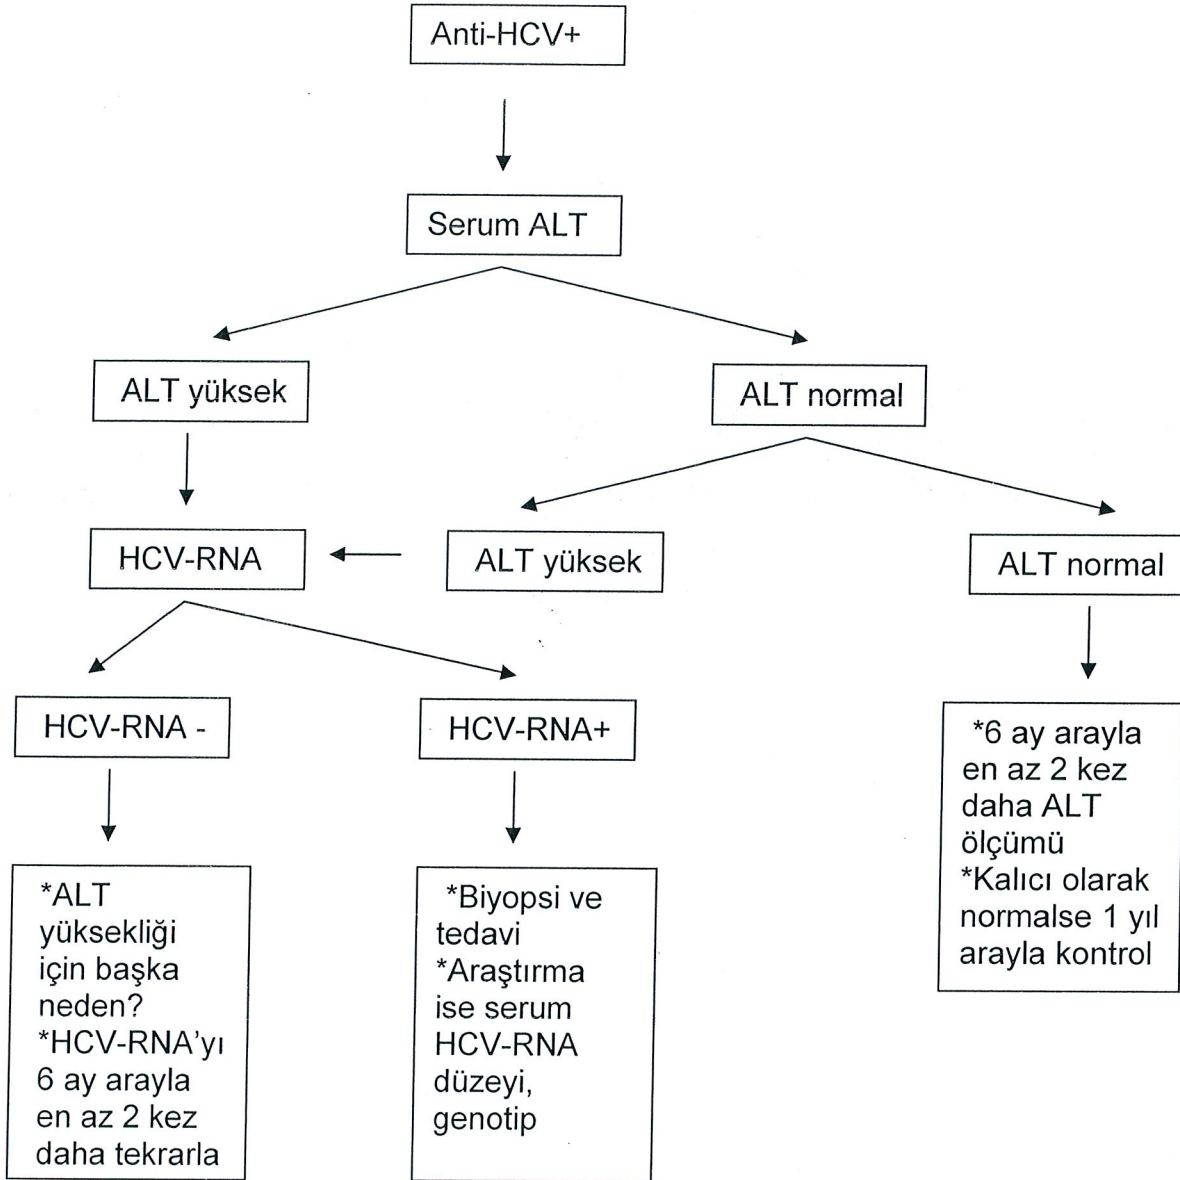 Anti-HCV+
Serum ALT
ALT yüksek
ALT normal
HCV-RNA
ALT yüksek
ALT normal
HCV-RNA -
HCV-RNA+
*ALT
yüksekliği
için başka
neden?
*HCV-RNA’yı
6 ay arayla
en az 2 kez
daha tekrarla
*Biyopsi ve
tedavi
*Araştırma
ise serum
HCV-RNA
düzeyi,
genotip
*6 ay arayla
en az 2 kez
daha ALT
ölçümü
*Kalıcı olarak
normalse 1 yıl
arayla kontrol